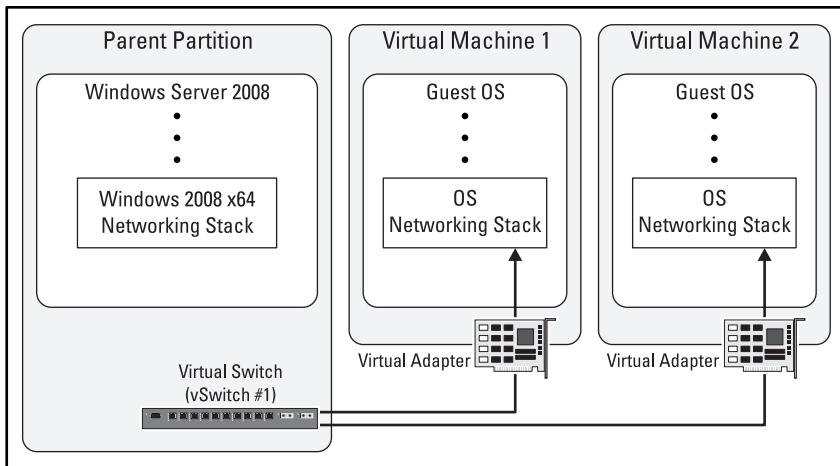 Parent Partition
Windows Server 2008
Windows 2008 x64
Networking Stack
Virtual Switch
(vSwitch #1)
Virtual Machine 1
Guest OS
OS
Networking Stack
Virtual Adapter
Virtual Machine 2
Guest OS
OS
Networking Stack
Virtual Adapter